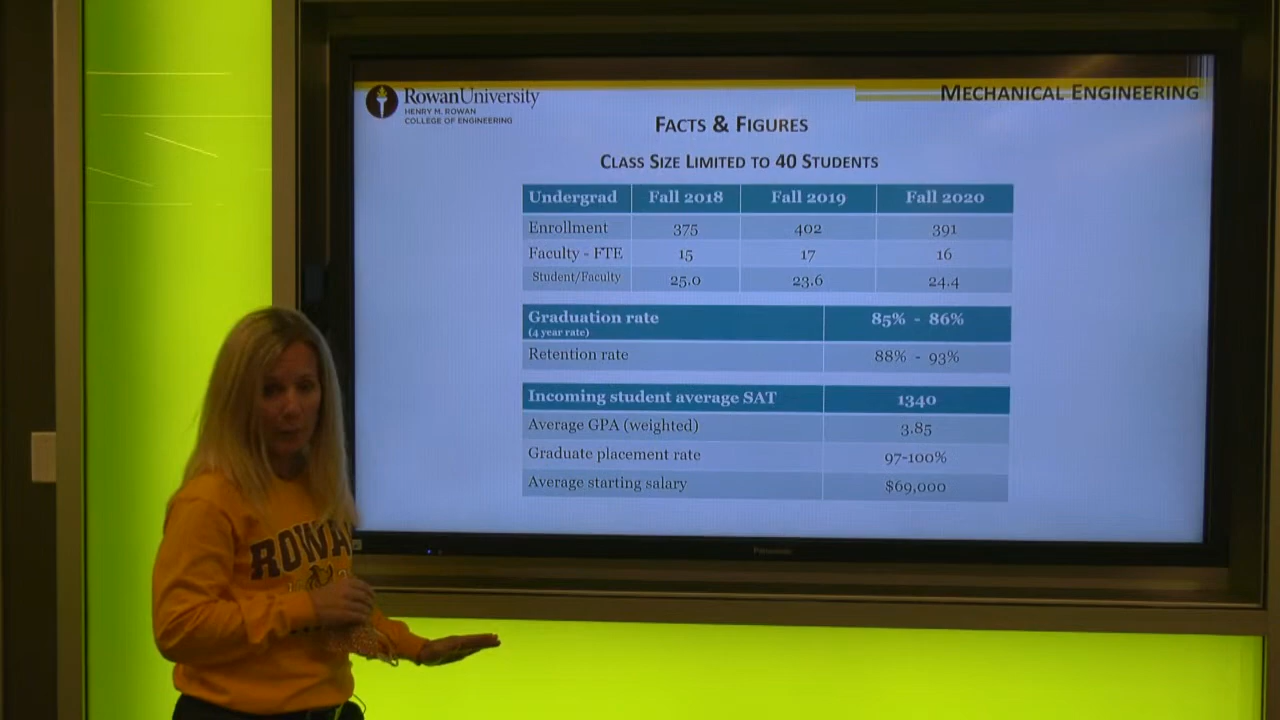 RowanUniversity
HENRY M. ROWAN
COLLEGE OF ENGINEERING
MECHANICAL ENGINEERING
FACTS & FIGURES
CLASS SIZE LIMITED TO 40 STUDENTS
Undergrad Fall 2018 Fall 2019 Fall 2020
Enrollment 375 402 391
Faculty - FTE 15 17 16
Student/Faculty 25.0 23.6 24.4
Graduation rate 85% - 86%
(4 year rate)
Retention rate 88% - 93%
Incoming student average SAT 1340
Average GPA (weighted) 3.85
Graduate placement rate 97-100%
Average starting salary $69,000
Panasonic
ROWA